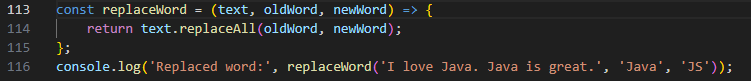 113 const replaceWord = (text, oldWord, newWord) => {
114     return text.replaceAll(oldWord, newWord);
115 };
116 console.log('Replaced word:', replaceWord('I love Java. Java is great.', 'Java', 'JS'));